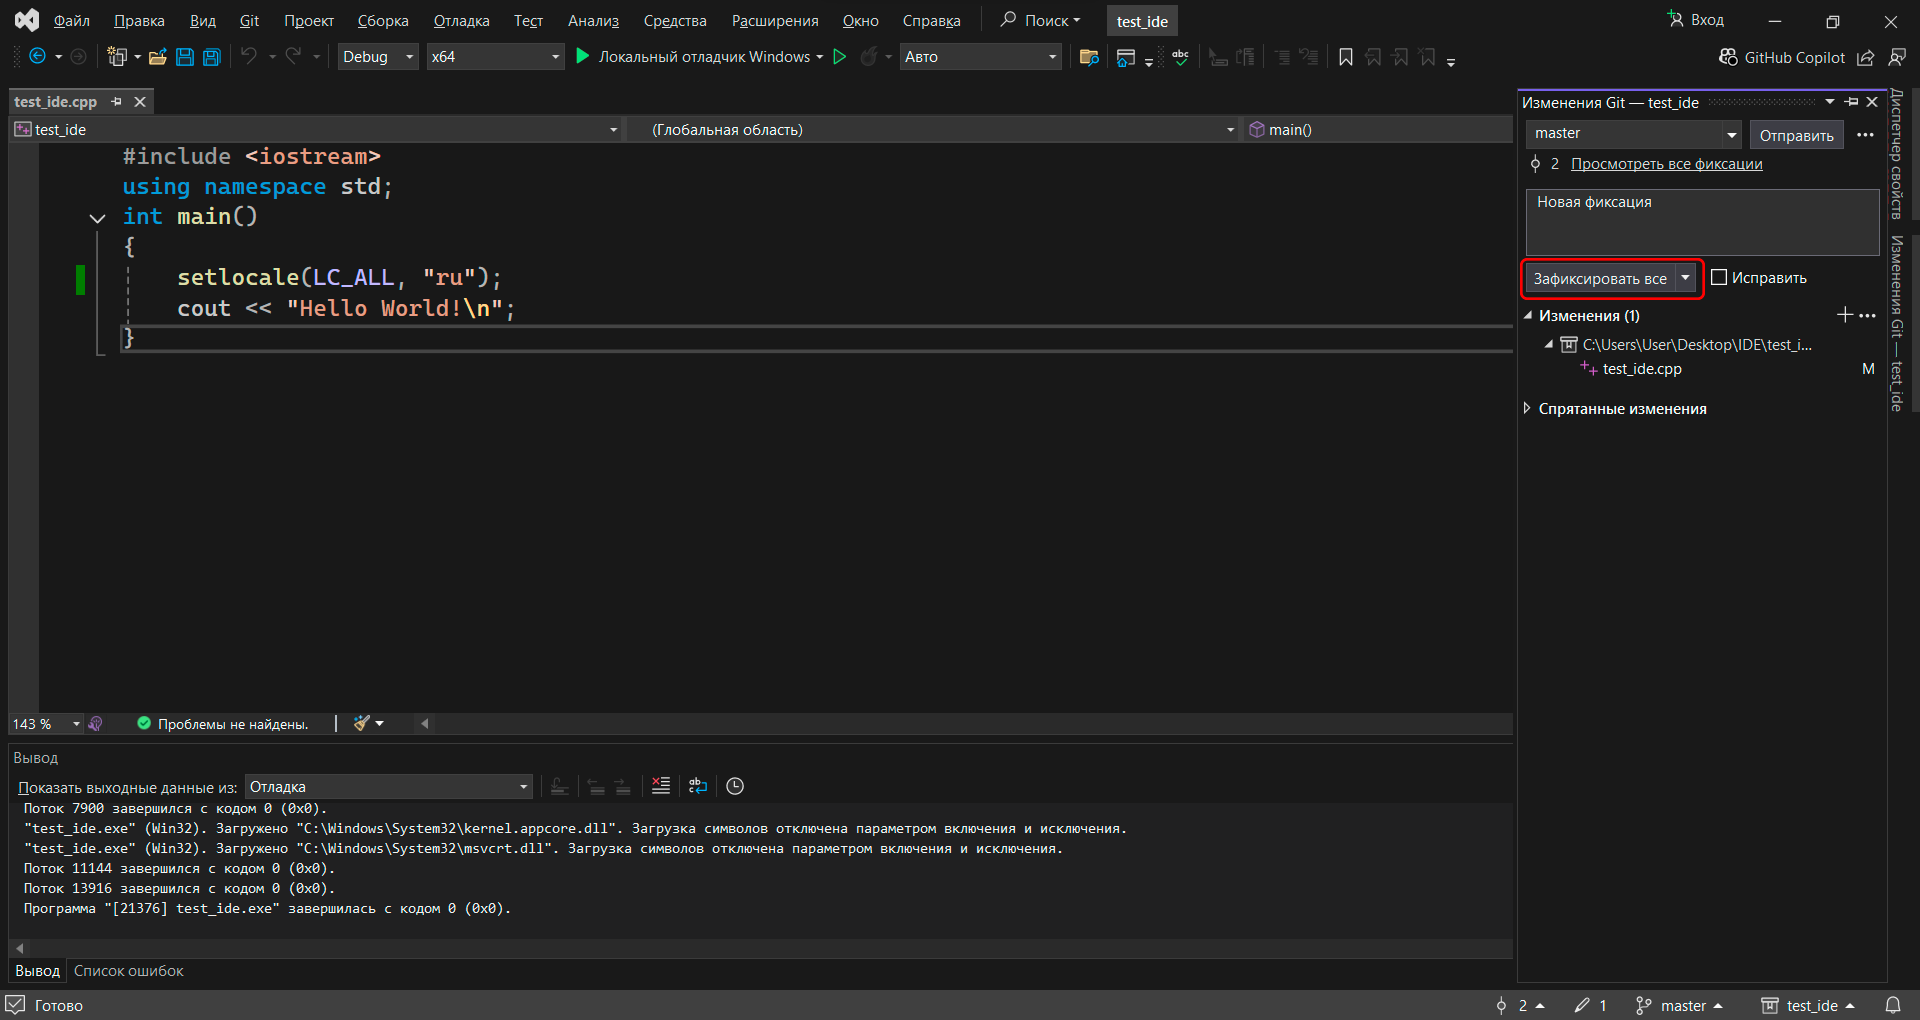 Файл Правка Вид Git Проект Сборка Отладка Тест Анализ Средства Расширения Окно Справка Поиск test_ide Вход
Debug x64 Локальный отладчик Windows Авто abc GitHub Copilot
test_ide.cpp
test_ide (Глобальная область) main()
#include <iostream>
using namespace std;
int main()
{
setlocale(LC_ALL, "ru");
cout << "Hello World!\n";
}
143 % Проблемы не найдены.
Вывод
Показать выходные данные из: Отладка
Поток 7900 завершился с кодом 0 (0x0).
"test_ide.exe" (Win32). Загружено "C:\Windows\System32\kernel.appcore.dll". Загрузка символов отключена параметром включения и исключения.
"test_ide.exe" (Win32). Загружено "C:\Windows\System32\msvcrt.dll". Загрузка символов отключена параметром включения и исключения.
Поток 11144 завершился с кодом 0 (0x0).
Поток 13916 завершился с кодом 0 (0x0).
Программа "[21376] test_ide.exe" завершилась с кодом 0 (0x0).
Вывод Список ошибок
Изменения Git — test_ide
master Отправить
2 Просмотреть все фиксации
Новая фиксация
Зафиксировать все Исправить
Изменения (1)
C:\Users\User\Desktop\IDE\test_i...
test_ide.cpp M
Спрятанные изменения
Диспетчер свойств
Изменения Git — test_ide
Готово 2 1 master test_ide